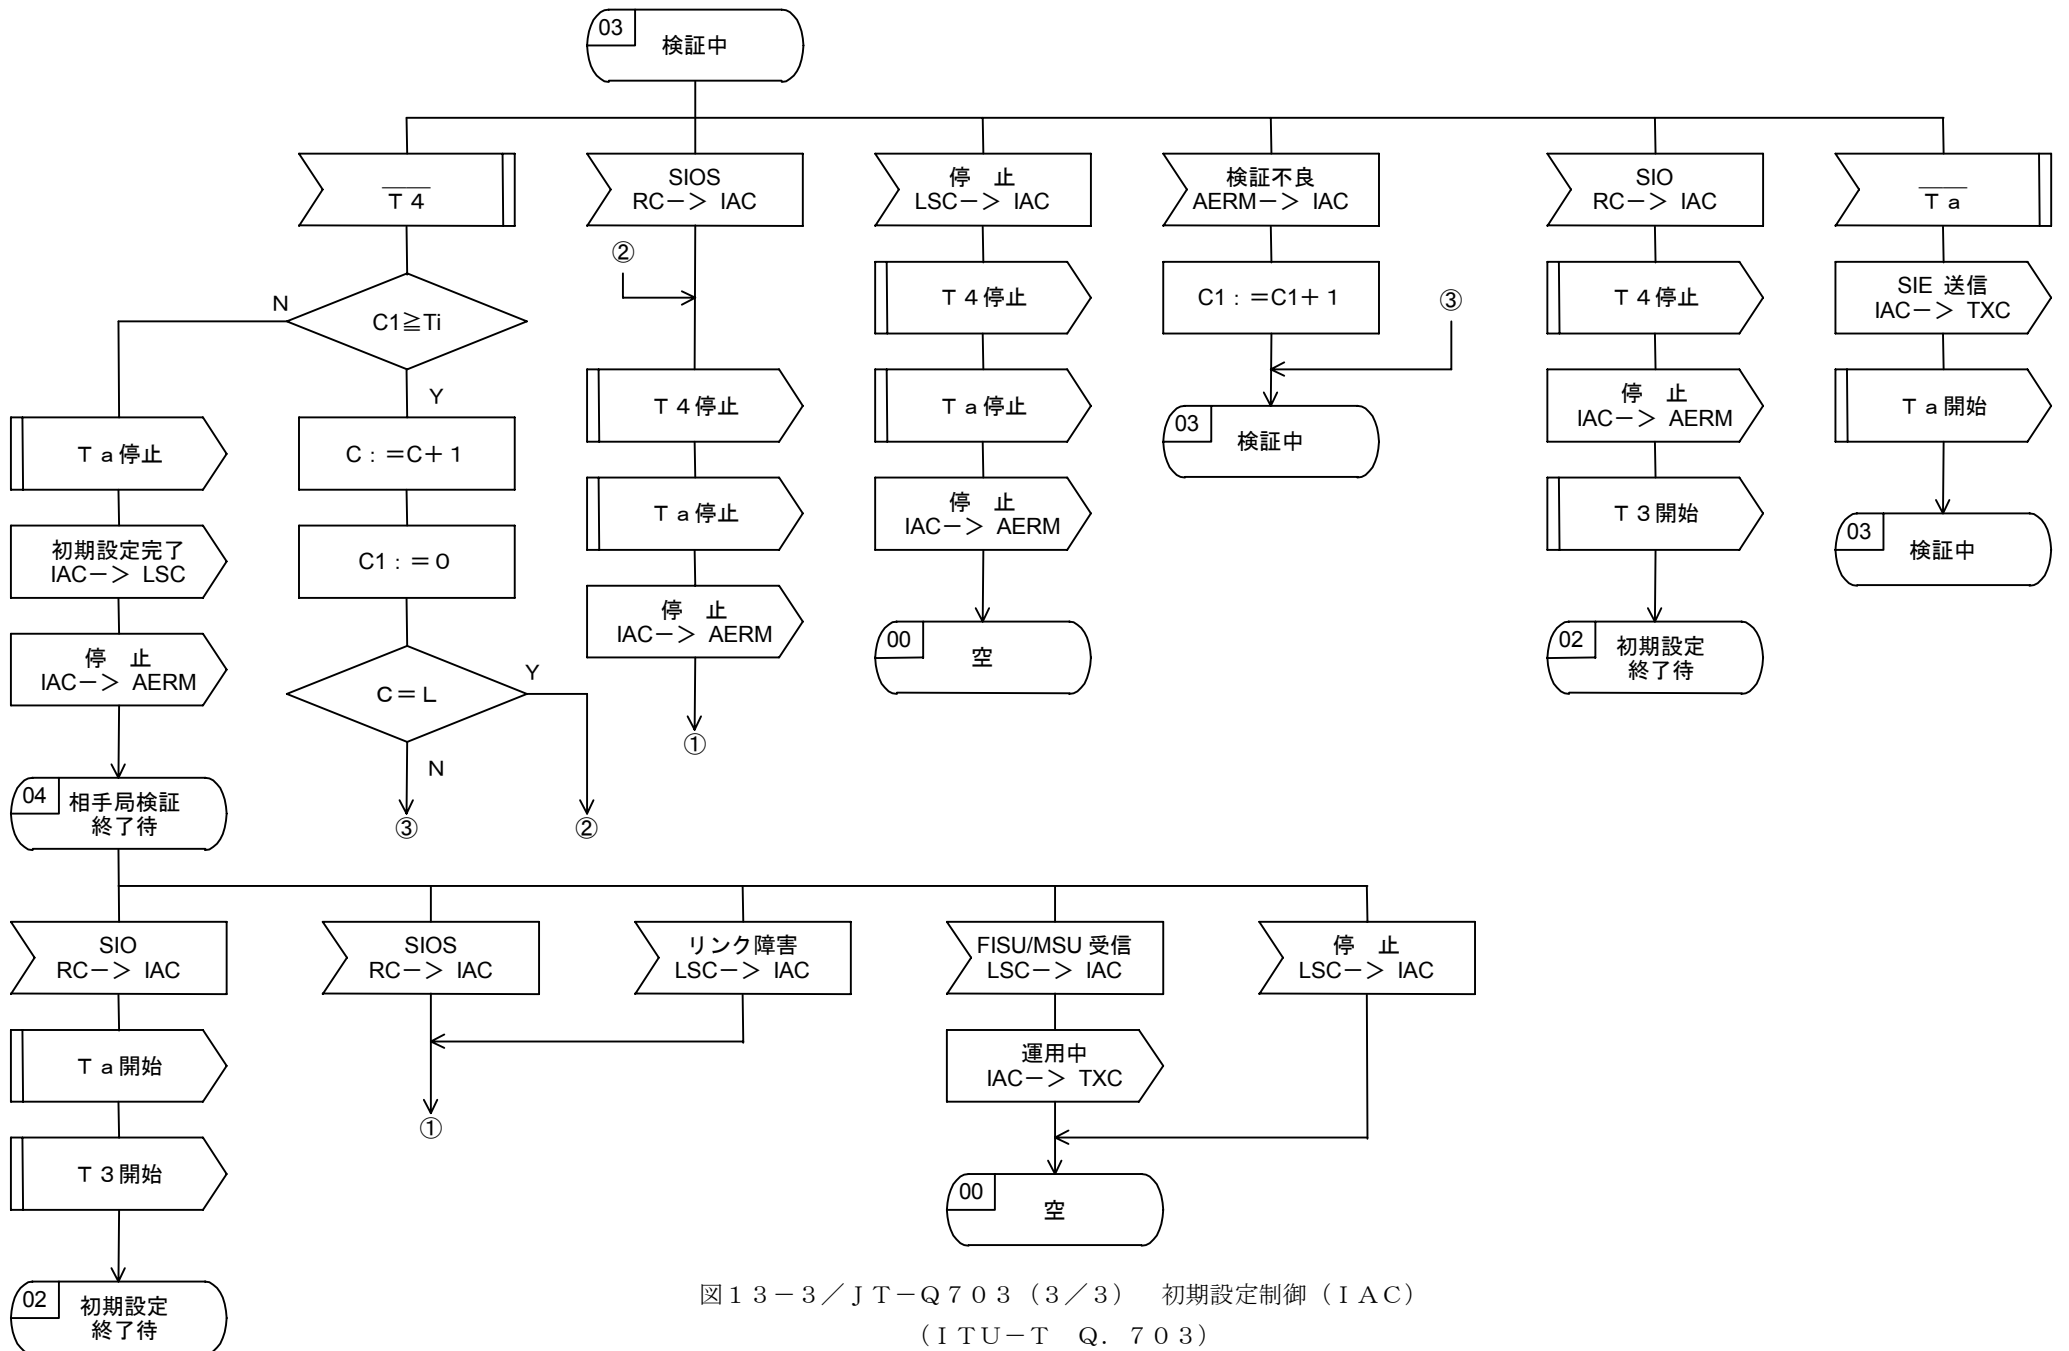 03
検証中
T4
SIOS
RC－> IAC
停 止
LSC－> IAC
検証不良
AERM－> IAC
SIO
RC－> IAC
Ta
②
N
C1≧Ti
Y
T4停止
C1:=C1+1
③
T4停止
SIE 送信
IAC－> TXC
Ta停止
C:=C+1
T4停止
Ta停止
03
検証中
停 止
IAC－> AERM
Ta開始
初期設定完了
IAC－> LSC
C1:=0
Ta停止
停 止
IAC－> AERM
T3開始
03
検証中
停 止
IAC－> AERM
C=L
Y
N
停 止
IAC－> AERM
①
00
空
02
初期設定
終了待
04
相手局検証
終了待
③
②
SIO
RC－> IAC
SIOS
RC－> IAC
リンク障害
LSC－> IAC
FISU/MSU 受信
LSC－> IAC
停 止
LSC－> IAC
Ta開始
①
運用中
IAC－> TXC
T3開始
00
空
02
初期設定
終了待
図13－3／JT－Q703（3／3） 初期設定制御（IAC）
（ITU－T Q．703）